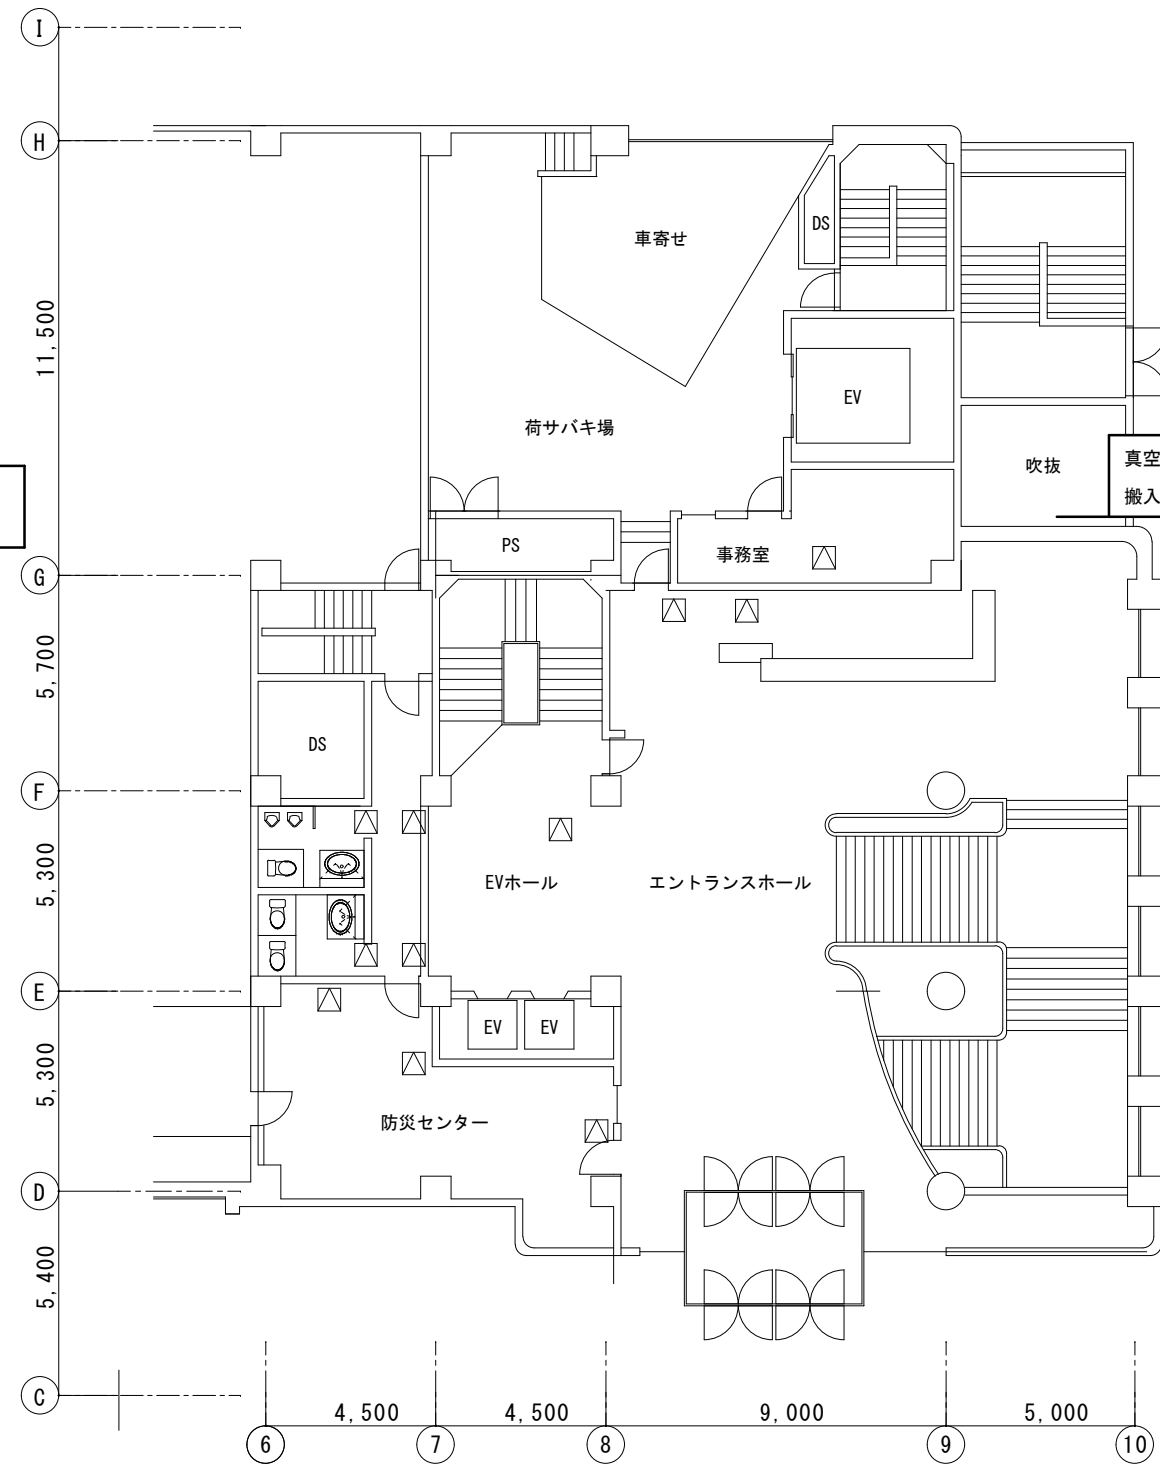 I
H
車寄せ
DS
11,500
EV
荷サバキ場
吹抜
真空
搬入
PS
事務室
G
5,700
DS
F
5,300
EVホール
エントランスホール
E
EV
EV
5,300
防災センター
D
5,400
C
4,500
4,500
9,000
5,000
6
7
8
9
10